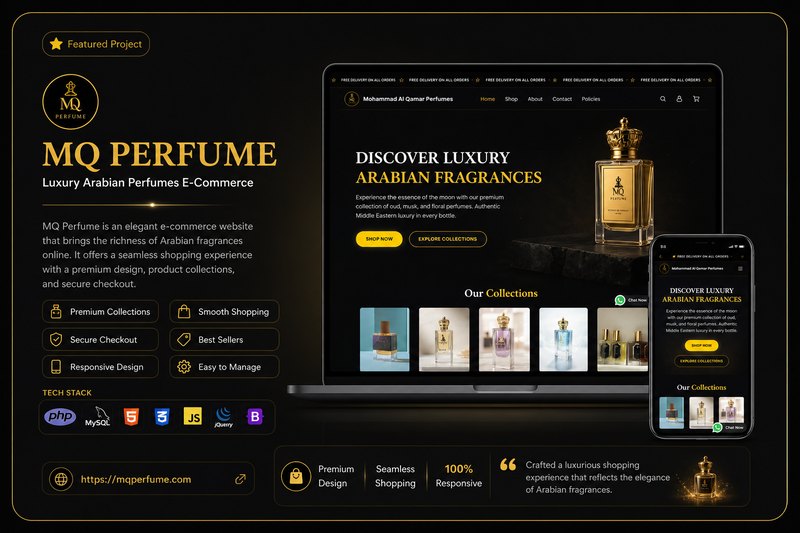 Featured Project
MQ
PERFUME
MQ PERFUME
Luxury Arabian Perfumes E-Commerce
MQ Perfume is an elegant e-commerce website
that brings the richness of Arabian fragrances
online. It offers a seamless shopping experience
with a premium design, product collections,
and secure checkout.
Premium Collections
Smooth Shopping
Secure Checkout
Best Sellers
Responsive Design
Easy to Manage
TECH STACK
php
MySQL
5
3
JS
jQuery
B
https://mqperfume.com
FREE DELIVERY ON ALL ORDERS FREE DELIVERY ON ALL ORDERS FREE DELIVERY ON ALL ORDERS FREE DELIVERY ON ALL ORDERS FREE DELIVERY ON ALL ORDERS
Mohammad Al Qamar Perfumes
Home Shop About Contact Policies
DISCOVER LUXURY
ARABIAN FRAGRANCES
Experience the essence of the moon with our premium
collection of oud, musk, and floral perfumes. Authentic
Middle Eastern luxury in every bottle.
SHOP NOW
EXPLORE COLLECTIONS
MQ
PERFUME
Our Collections
Chat Now
FREE DELIVERY ON ALL ORDERS
Mohammad Al Qamar Perfumes
DISCOVER LUXURY
ARABIAN FRAGRANCES
Experience the essence of the moon
with our premium collection of oud,
musk, and floral perfumes. Authentic
Middle Eastern luxury in every
bottle.
SHOP NOW
EXPLORE COLLECTIONS
Our Collections
Chat Now
Premium
Design
Seamless
Shopping
100%
Responsive
“ Crafted a luxurious shopping
experience that reflects the elegance
of Arabian fragrances.